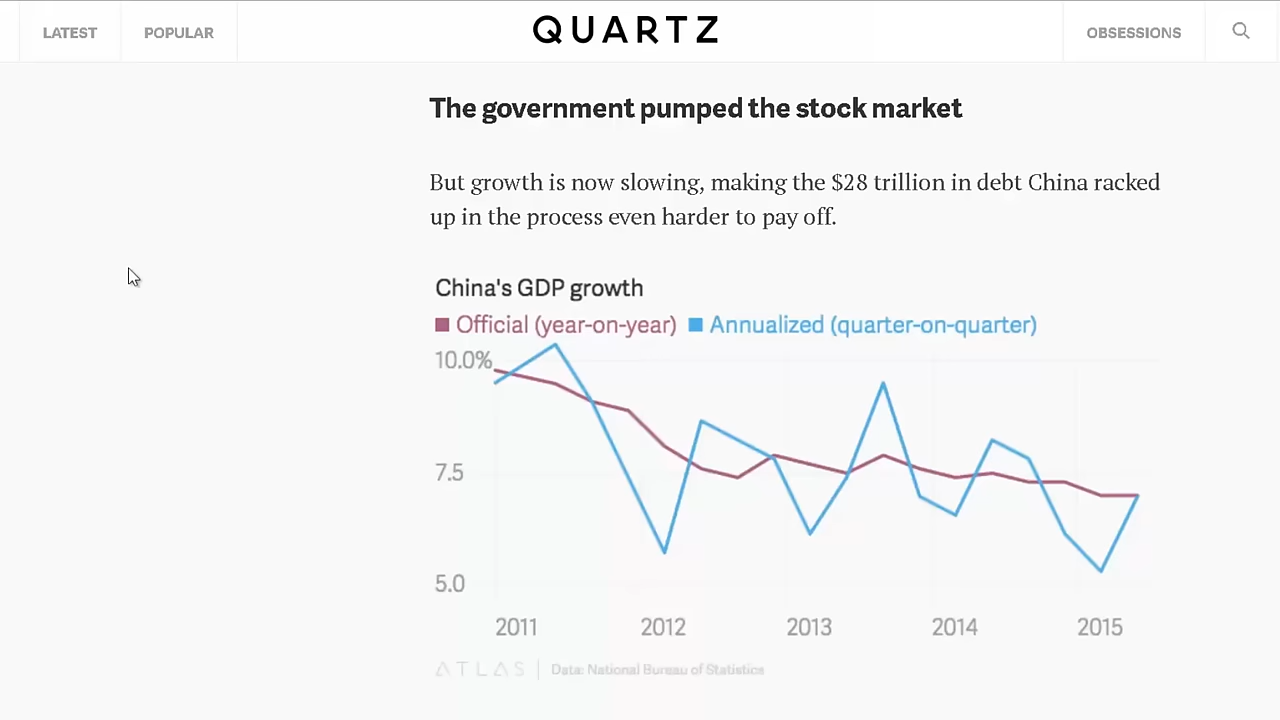 LATEST
POPULAR
QUARTZ
OBSESSIONS
The government pumped the stock market
But growth is now slowing, making the $28 trillion in debt China racked
up in the process even harder to pay off.
China's GDP growth
Official (year-on-year) Annualized (quarter-on-quarter)
10.0%
7.5
5.0
2011 2012 2013 2014 2015
ATLAS | Data: National Bureau of Statistics